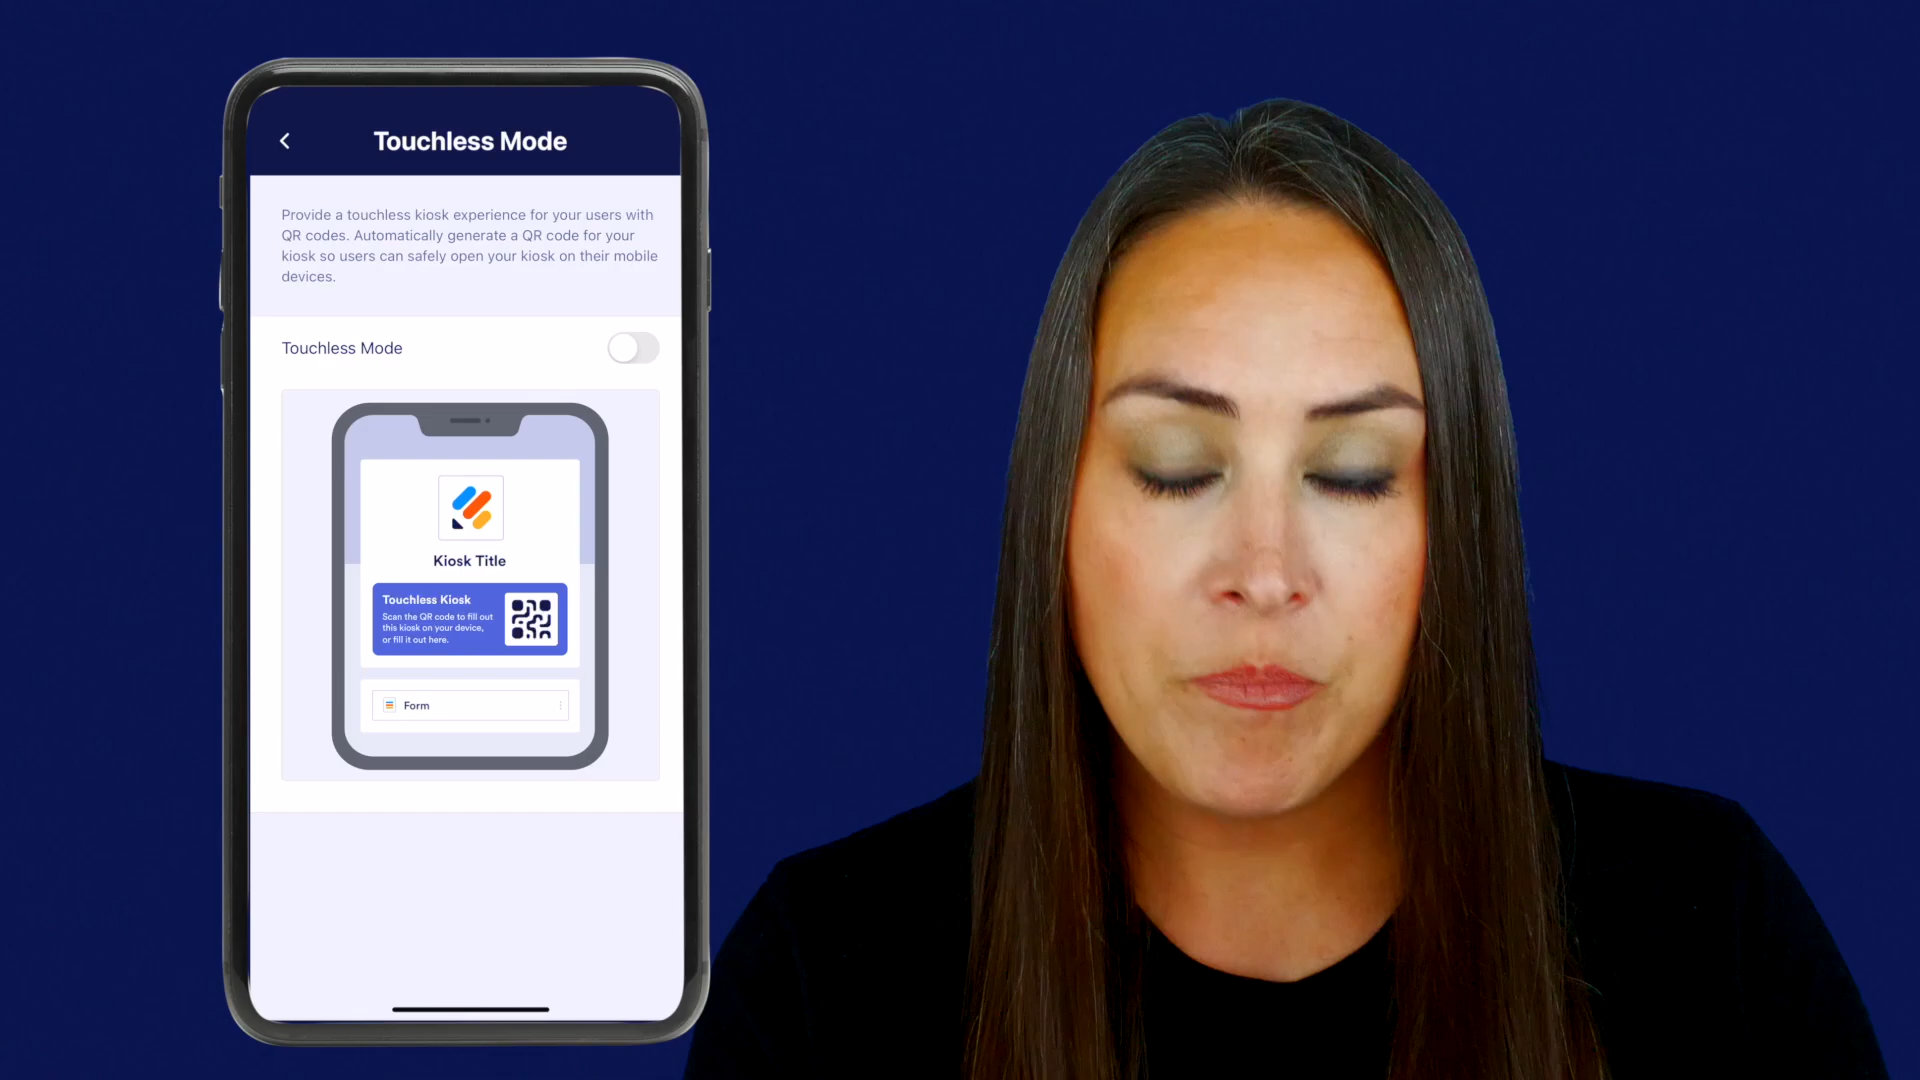 Touchless Mode
Provide a touchless kiosk experience for your users with
QR codes. Automatically generate a QR code for your
kiosk so users can safely open your kiosk on their mobile
devices.
Touchless Mode
Kiosk Title
Touchless Kiosk
Scan the QR code to fill out
this kiosk on your device,
or fill it out here.
Form